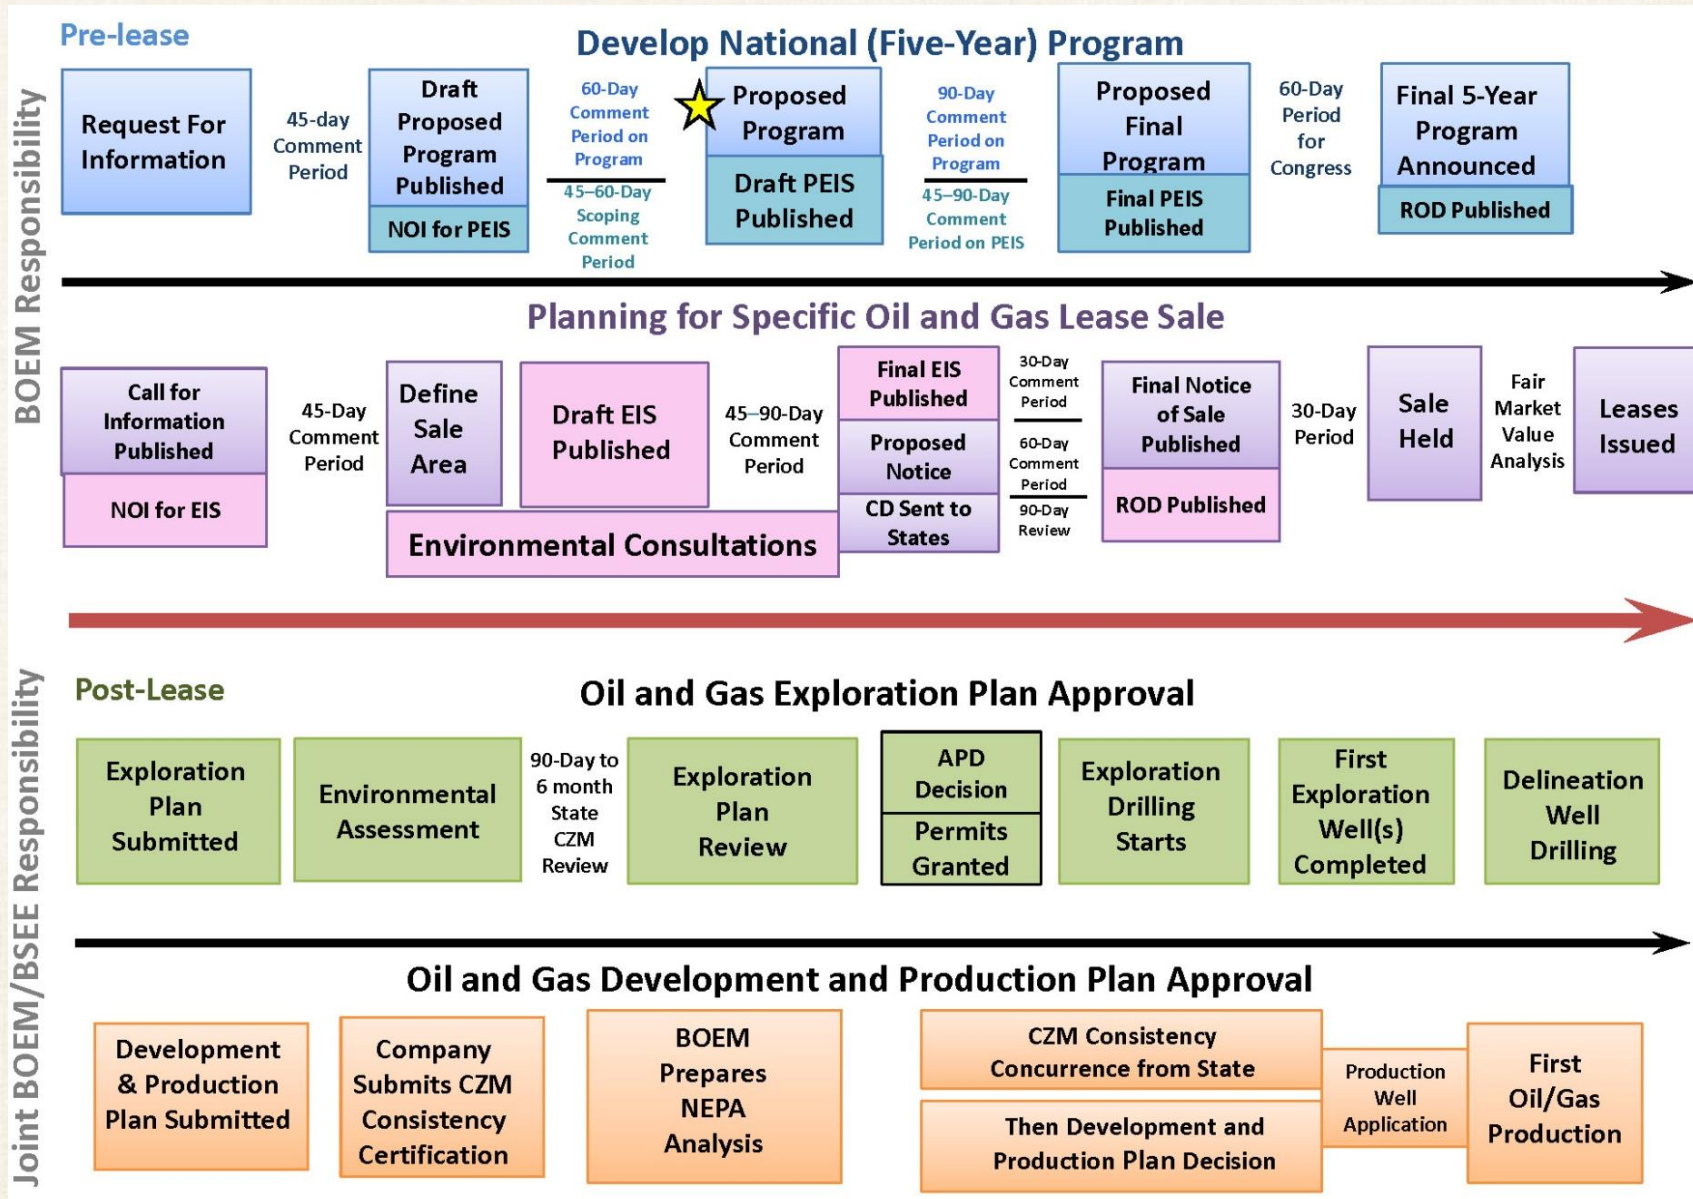 Pre-lease
Develop National (Five-Year) Program
BOEM Responsibility
Request For
Information
45-day
Comment
Period
Draft
Proposed
Program
Published
NOI for PEIS
60-Day
Comment
Period on
Program
45–60-Day
Scoping
Comment
Period
Proposed
Program
Draft PEIS
Published
90-Day
Comment
Period on
Program
45–90-Day
Comment
Period on PEIS
Proposed
Final
Program
Final PEIS
Published
60-Day
Period
for
Congress
Final 5-Year
Program
Announced
ROD Published
Planning for Specific Oil and Gas Lease Sale
Call for
Information
Published
NOI for EIS
45-Day
Comment
Period
Define
Sale
Area
Draft EIS
Published
Environmental Consultations
45–90-Day
Comment
Period
Final EIS
Published
Proposed
Notice
CD Sent to
States
30-Day
Comment
Period
60-Day
Comment
Period
90-Day
Review
Final Notice
of Sale
Published
ROD Published
30-Day
Period
Sale
Held
Fair
Market
Value
Analysis
Leases
Issued
Joint BOEM/BSEE Responsibility
Post-Lease
Oil and Gas Exploration Plan Approval
Exploration
Plan
Submitted
Environmental
Assessment
90-Day to
6 month
State
CZM
Review
Exploration
Plan
Review
APD
Decision
Permits
Granted
Exploration
Drilling
Starts
First
Exploration
Well(s)
Completed
Delineation
Well
Drilling
Oil and Gas Development and Production Plan Approval
Development
& Production
Plan Submitted
Company
Submits CZM
Consistency
Certification
BOEM
Prepares
NEPA
Analysis
CZM Consistency
Concurrence from State
Then Development and
Production Plan Decision
Production
Well
Application
First
Oil/Gas
Production